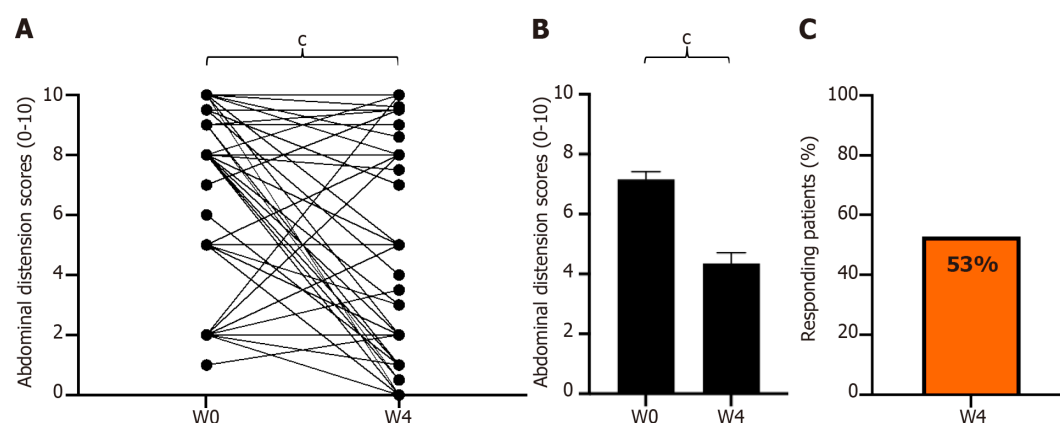 A
c
Abdominal distension scores (0-10)
10
8
6
4
2
0
W0
W4
B
c
Abdominal distension scores (0-10)
10
8
6
4
2
0
W0
W4
C
Responding patients (%)
100
80
60
40
20
0
53%
W4